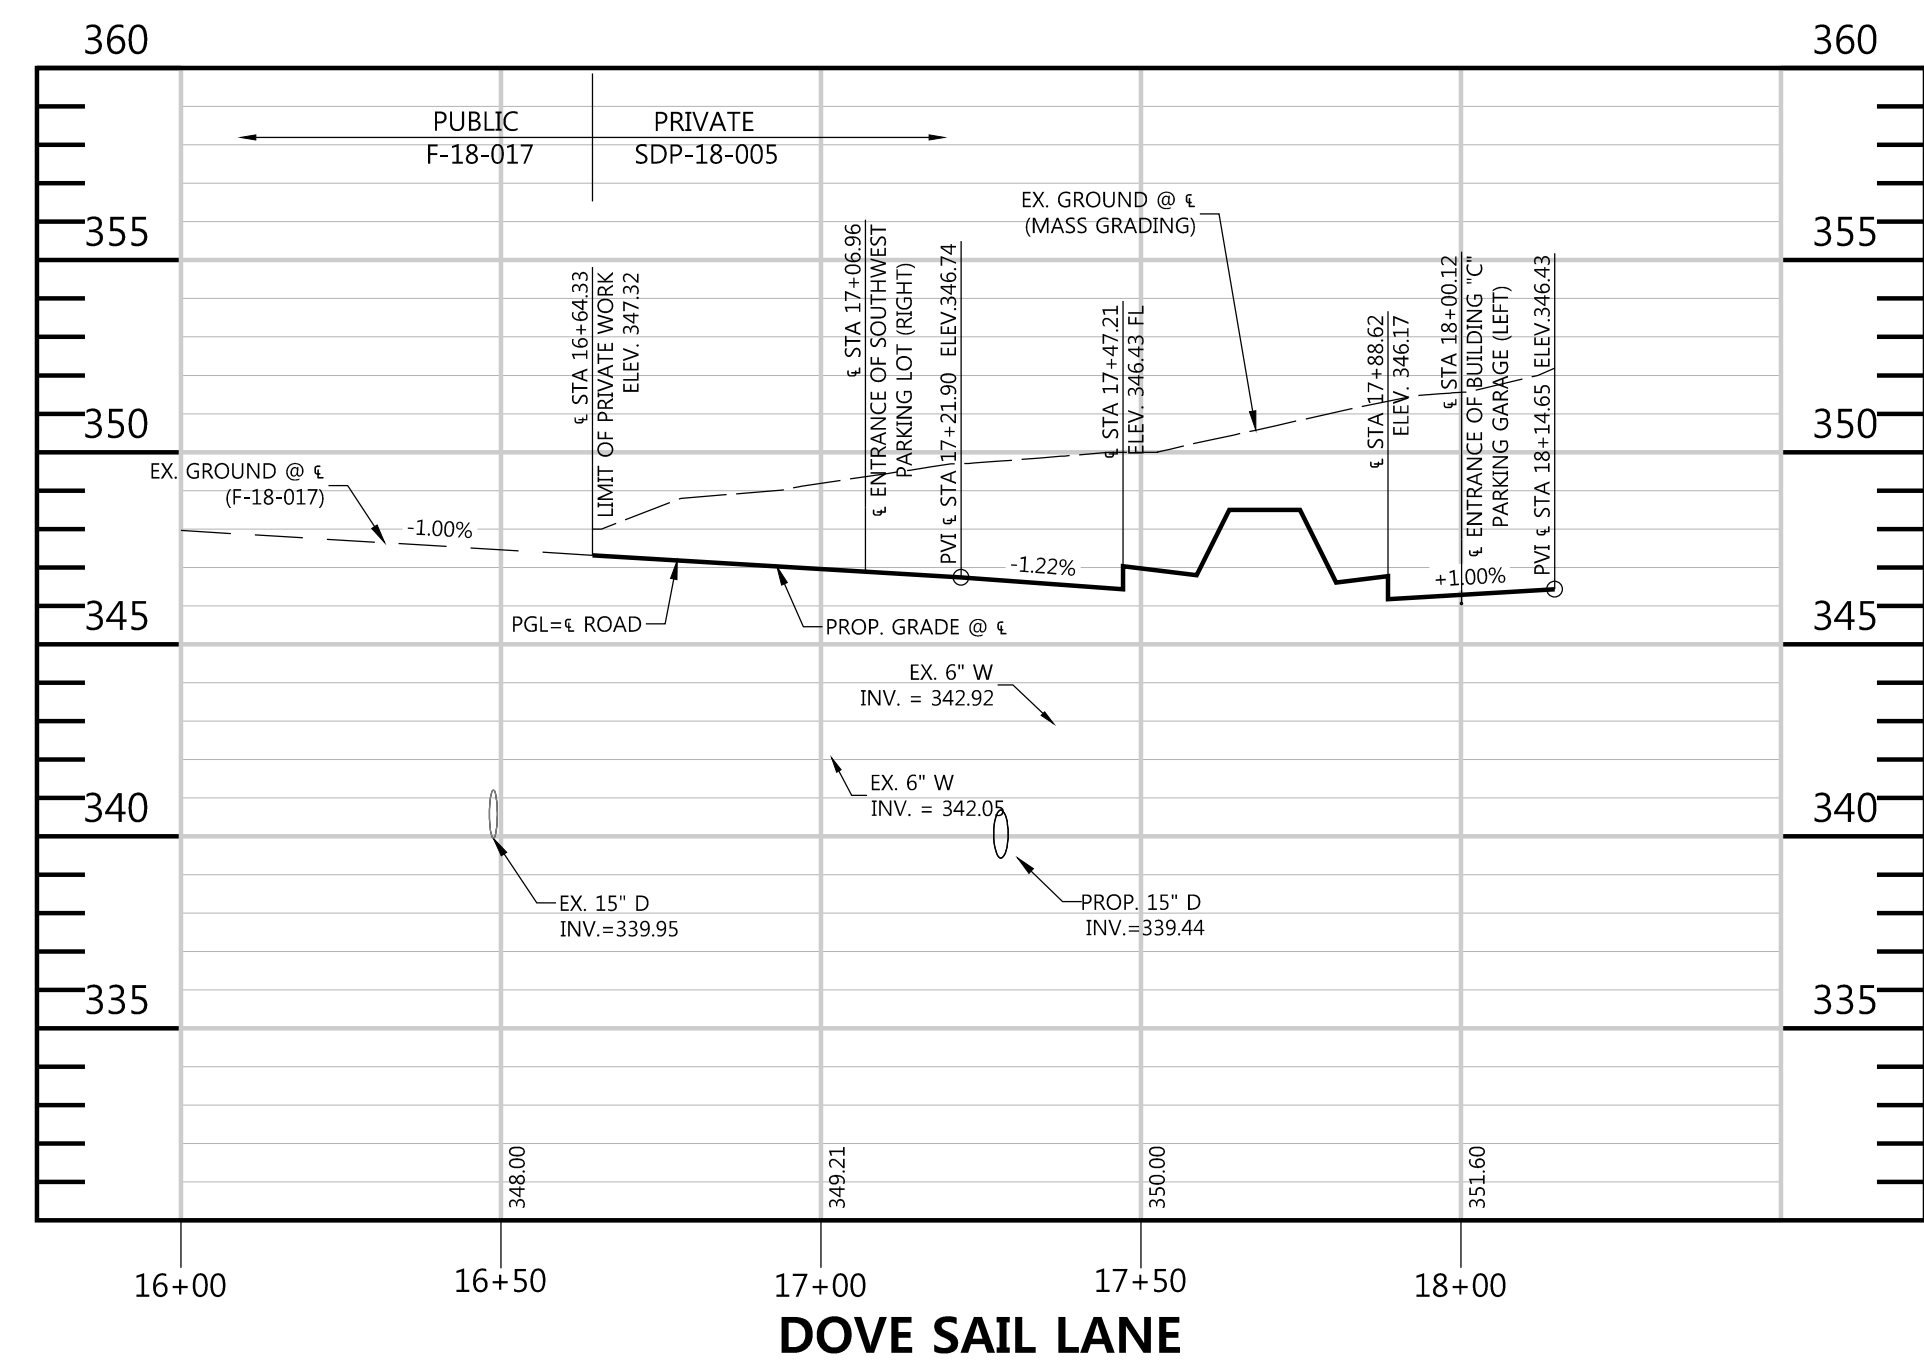 360
360
PUBLIC
PRIVATE
F-18-017
SDP-18-005
EX. GROUND @ ℄
(MASS GRADING)
355
355
℄ STA 16+64.33
LIMIT OF PRIVATE WORK
ELEV. 347.32
℄ STA 17+06.96
℄ ENTRANCE OF SOUTHWEST
PARKING LOT (RIGHT)
PVI ℄ STA 17+21.90 ELEV.346.74
℄ STA 17+47.21
ELEV. 346.43 FL
℄ STA 17+88.62
ELEV. 346.17
℄ STA 18+00.12
℄ ENTRANCE OF BUILDING "C"
PARKING GARAGE (LEFT)
PVI ℄ STA 18+14.65 ELEV.346.43
350
350
EX. GROUND @ ℄
(F-18-017)
-1.00%
-1.22%
+1.00%
345
345
PGL=℄ ROAD
PROP. GRADE @ ℄
EX. 6" W
INV. = 342.92
EX. 6" W
INV. = 342.05
340
340
EX. 15" D
INV.=339.95
PROP. 15" D
INV.=339.44
335
335
348.00
349.21
350.00
351.60
16+00
16+50
17+00
17+50
18+00
DOVE SAIL LANE